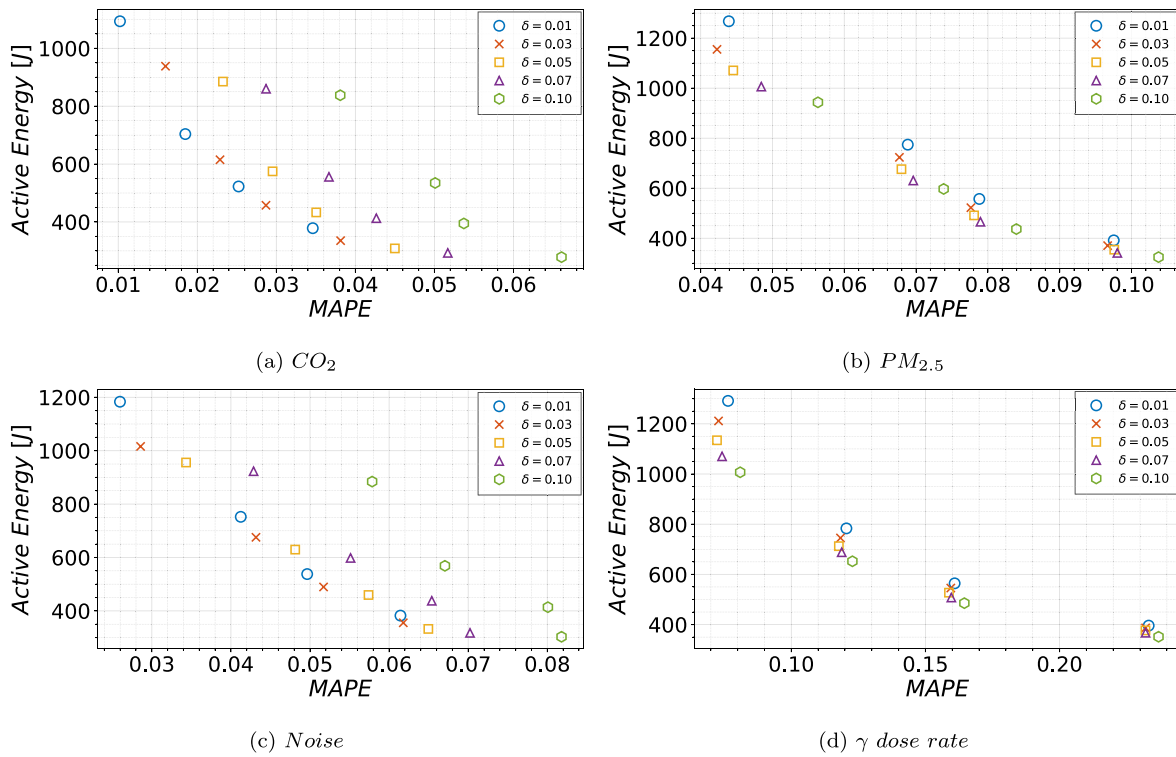 1000
800
600
400
Active Energy [J]
0.01 0.02 0.03 0.04 0.05 0.06
MAPE
δ = 0.01
δ = 0.03
δ = 0.05
δ = 0.07
δ = 0.10
(a) CO₂
1200
1000
800
600
400
Active Energy [J]
0.04 0.05 0.06 0.07 0.08 0.09 0.10
MAPE
δ = 0.01
δ = 0.03
δ = 0.05
δ = 0.07
δ = 0.10
(b) PM₂.₅
1200
1000
800
600
400
Active Energy [J]
0.03 0.04 0.05 0.06 0.07 0.08
MAPE
δ = 0.01
δ = 0.03
δ = 0.05
δ = 0.07
δ = 0.10
(c) Noise
1200
1000
800
600
400
Active Energy [J]
0.10 0.15 0.20
MAPE
δ = 0.01
δ = 0.03
δ = 0.05
δ = 0.07
δ = 0.10
(d) γ dose rate